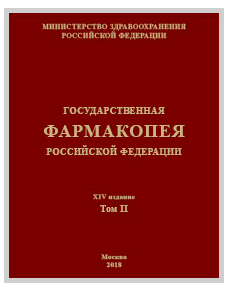 МИНИСТЕРСТВО ЗДРАВООХРАНЕНИЯ
РОССИЙСКОЙ ФЕДЕРАЦИИ
ГОСУДАРСТВЕННАЯ
ФАРМАКОПЕЯ
РОССИЙСКОЙ ФЕДЕРАЦИИ
XIV издание
Том II
Москва
2018